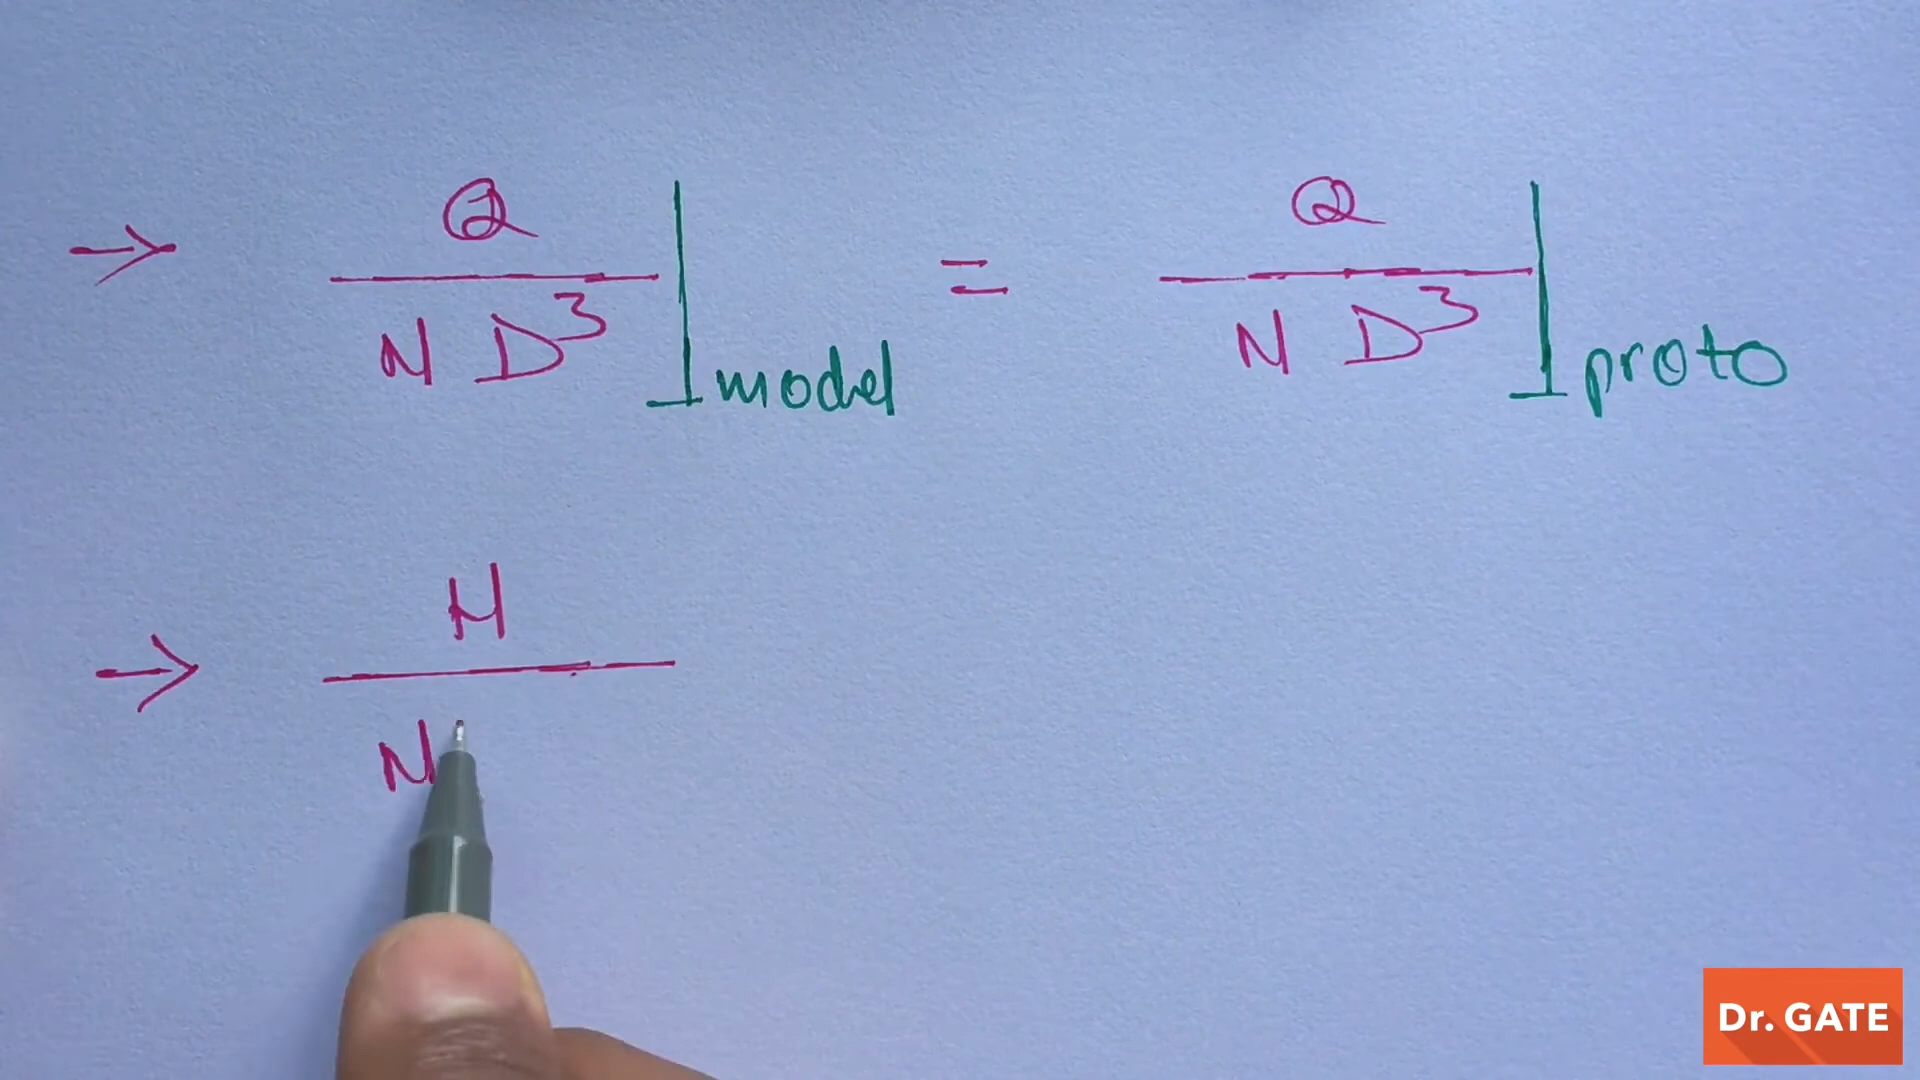 → Q/(N D³)|model = Q/(N D³)|proto
→ H/N
Dr. GATE